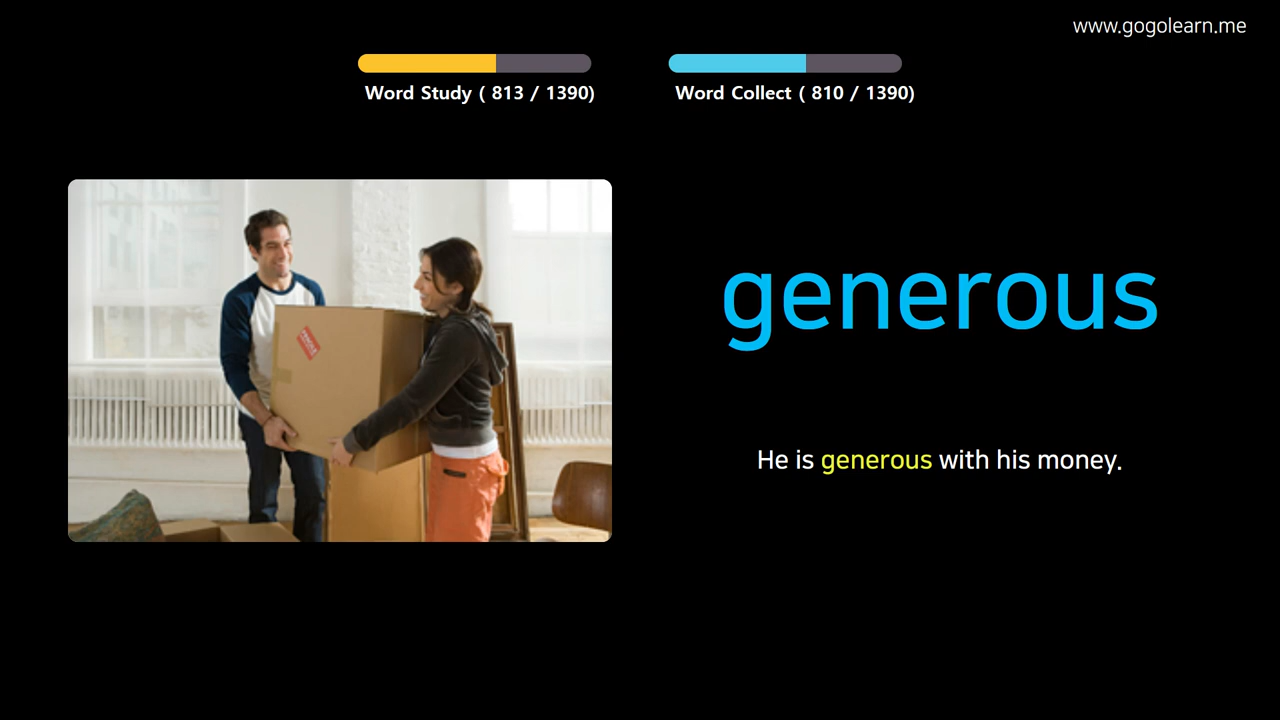 www.gogolearn.me
Word Study ( 813 / 1390)
Word Collect ( 810 / 1390)
generous
He is generous with his money.